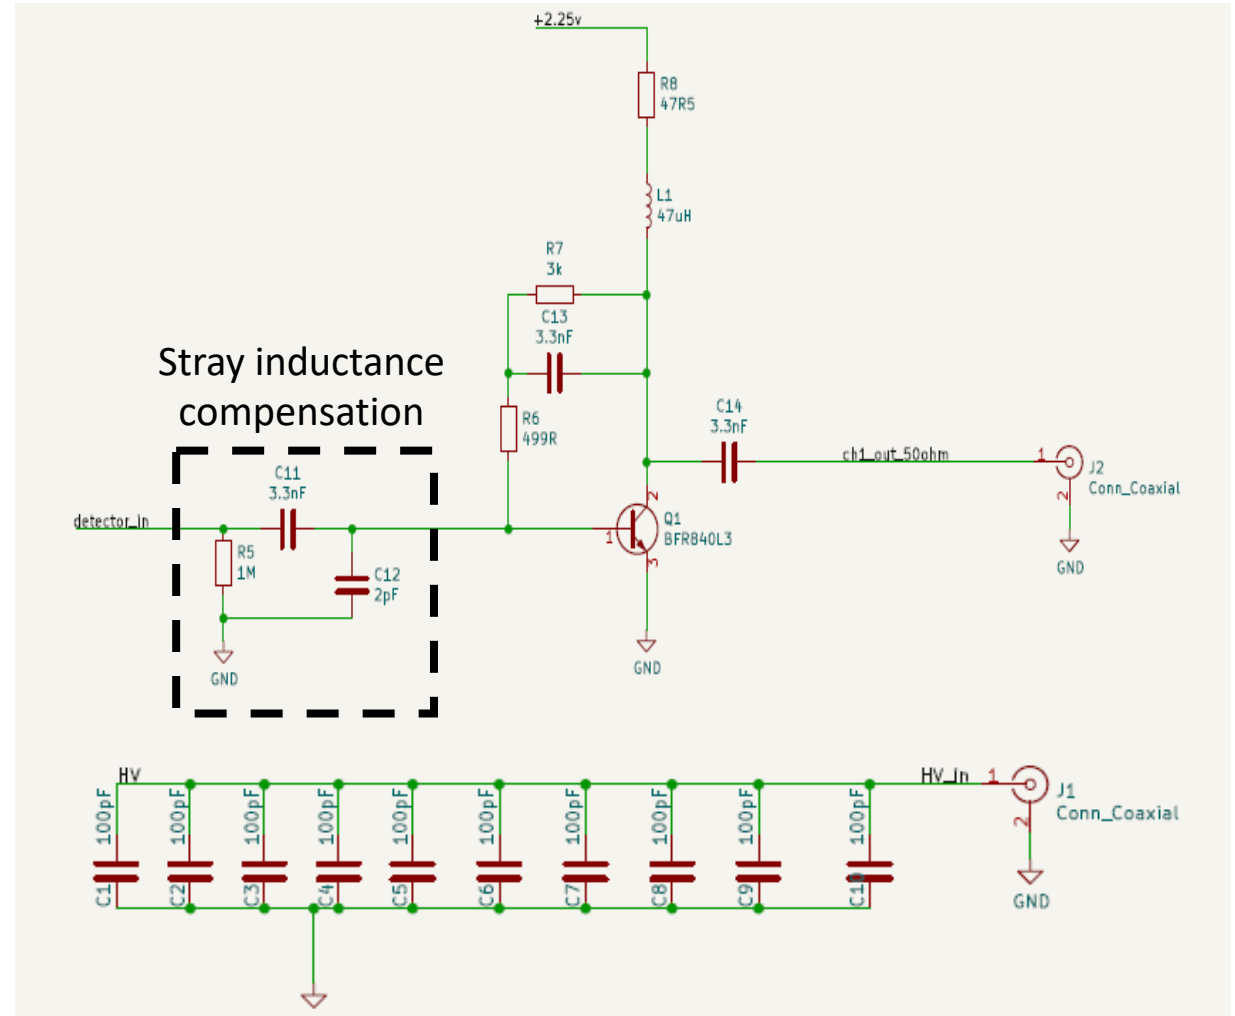 +2.25v
R8
47R5
L1
47uH
R7
3k
C13
3.3nF
Stray inductance
compensation
R6
499R
C14
3.3nF
ch1_out_50ohm
1
J2
Conn_Coaxial
2
GND
C11
3.3nF
detector_in
R5
1M
C12
2pF
GND
2
Q1
BFR840L3
1
3
GND
HV
HV_in
1
J1
Conn_Coaxial
2
GND
100pF
100pF
100pF
100pF
100pF
100pF
100pF
100pF
100pF
100pF
C1
C2
C3
C4
C5
C6
C7
C8
C9
C10